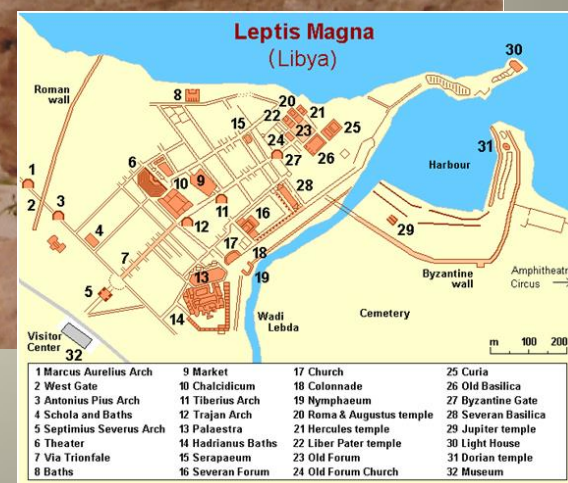 Leptis Magna
(Libya)
30
Roman
wall
8
20
21
22
15
23
25
24
1
6
27
26
31
Harbour
10
9
28
2
3
11
12
16
4
29
7
17
18
13
Byzantine
wall
Amphitheatr
Circus
5
19
14
Wadi
Lebda
Cemetery
Visitor
Center
32
m 100 200
1 Marcus Aurelius Arch
2 West Gate
3 Antonius Pius Arch
4 Schola and Baths
5 Septimius Severus Arch
6 Theater
7 Via Trionfale
8 Baths
9 Market
10 Chalcidicum
11 Tiberius Arch
12 Trajan Arch
13 Palaestra
14 Hadrianus Baths
15 Serapaeum
16 Severan Forum
17 Church
18 Colonnade
19 Nymphaeum
20 Roma & Augustus temple
21 Hercules temple
22 Liber Pater temple
23 Old Forum
24 Old Forum Church
25 Curia
26 Old Basilica
27 Byzantine Gate
28 Severan Basilica
29 Jupiter temple
30 Light House
31 Dorian temple
32 Museum